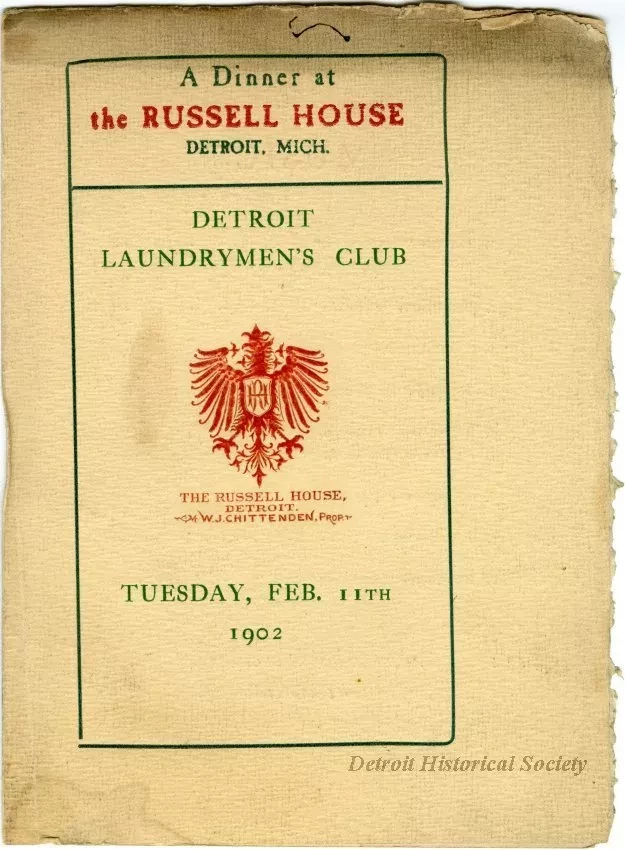 A Dinner at
the RUSSELL HOUSE
DETROIT, MICH.
DETROIT
LAUNDRYMEN'S CLUB
RH
THE RUSSELL HOUSE,
DETROIT.
W.J. CHITTENDEN, PROP.
TUESDAY, FEB. 11TH
1902
Detroit Historical Society